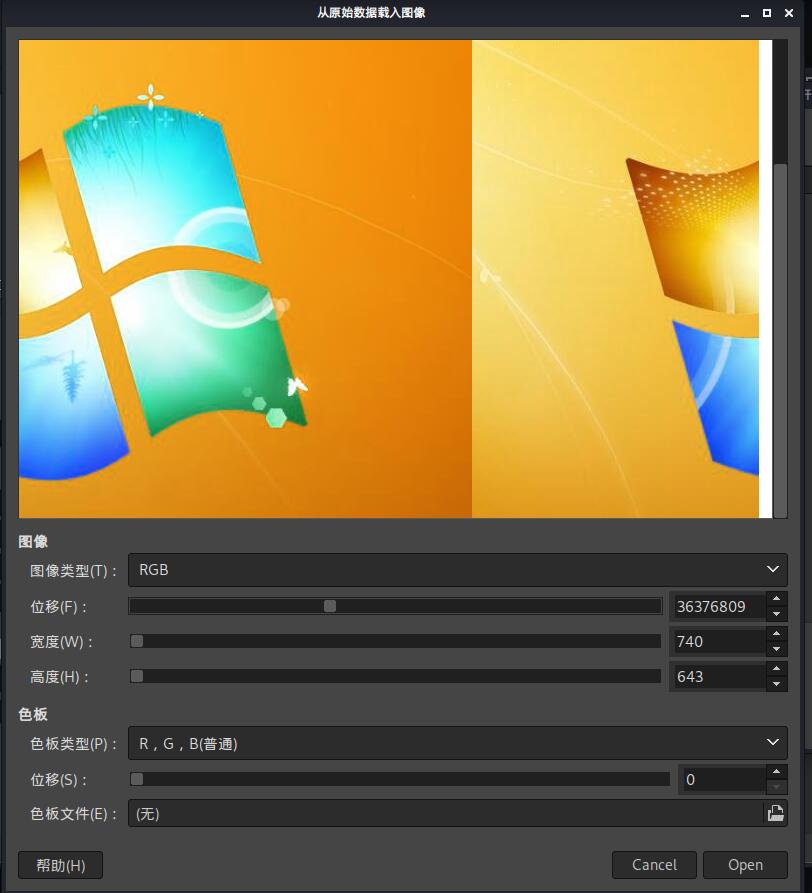 从原始数据载入图像
图像
图像类型(T)： RGB
位移(F)： 36376809
宽度(W)： 740
高度(H)： 643
色板
色板类型(P)： R，G，B(普通)
位移(S)： 0
色板文件(E)： (无)
帮助(H) Cancel Open